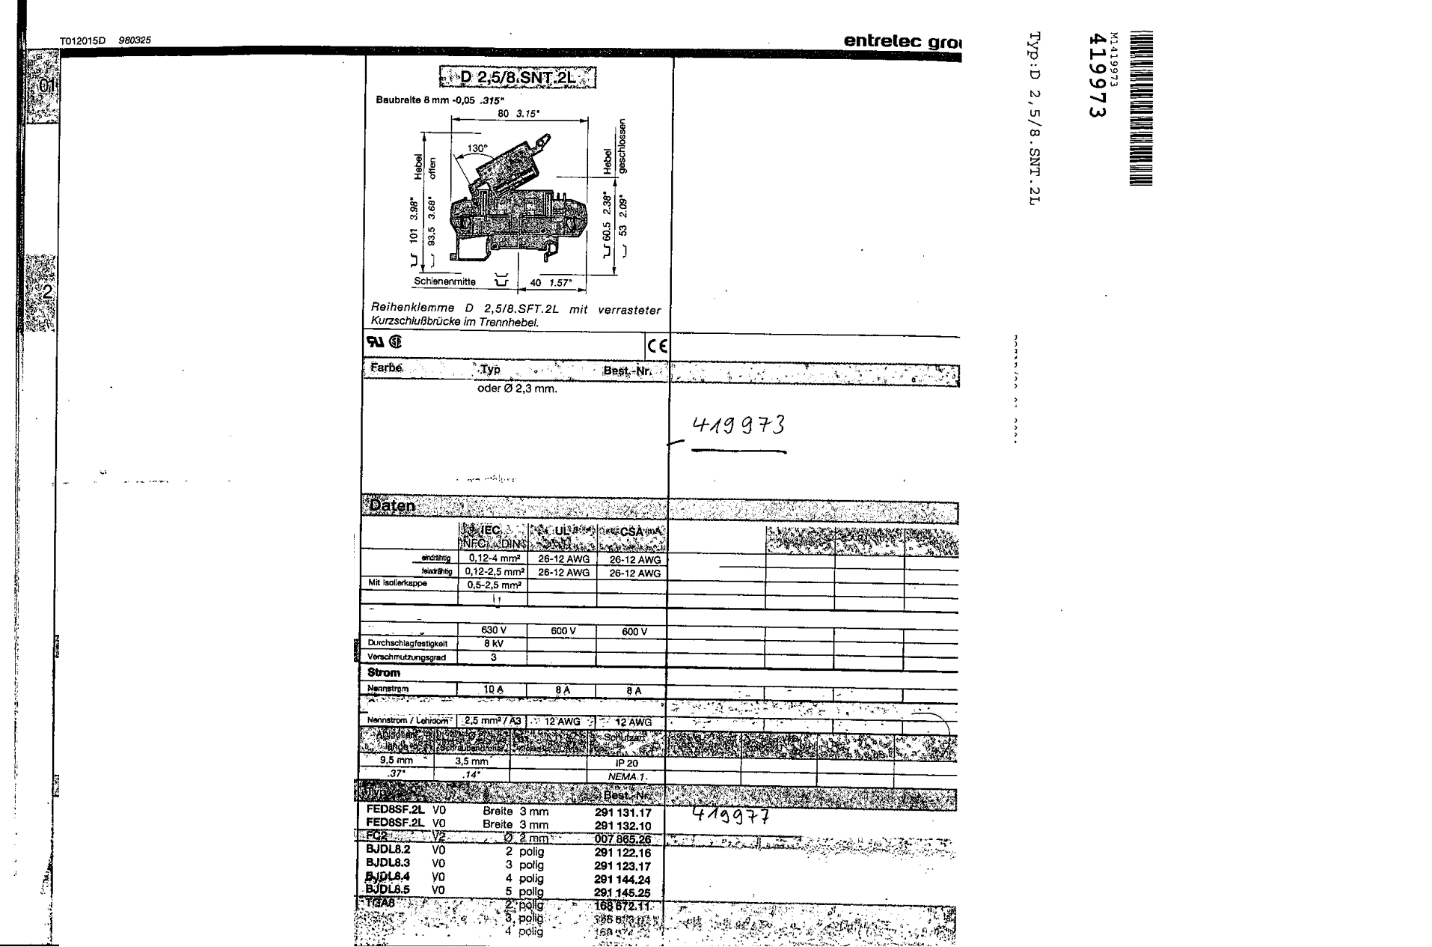 T012015D 980325
entrelec grou
01
2
D 2,5/8.SNT.2L
Baubreite 8 mm -0,05 .315"
80 3.15"
130°
Hebel offen
Hebel geschlossen
101 3.98"
93,5 3.68"
60,5 2.38"
53 2.09"
Schienenmitte
40 1.57"
Reihenklemme D 2,5/8.SFT.2L mit verrasteter
Kurzschlußbrücke im Trennhebel.
CE
Farbe Typ Best.-Nr.
oder Ø 2,3 mm.
419973
Daten
IEC UL CSA
NFC DIN
eindrähtig 0,12-4 mm² 26-12 AWG 26-12 AWG
feindrähtig 0,12-2,5 mm² 26-12 AWG 26-12 AWG
Mit Isolierkappe 0,5-2,5 mm²
630 V 600 V 600 V
Durchschlagfestigkeit 8 kV
Verschmutzungsgrad 3
Strom
Nennstrom 10 A 8 A 8 A
Nennstrom / Lehrdorn 2,5 mm² / A3 12 AWG 12 AWG
Schutzart
9,5 mm 3,5 mm IP 20
.37" .14" NEMA 1
Best.-Nr.
FED8SF.2L V0 Breite 3 mm 291 131.17 419977
FED8SF.2L V0 Breite 3 mm 291 132.10
FC2 V2 Ø 2 mm 007 865.26
BJDL8.2 V0 2 polig 291 122.16
BJDL8.3 V0 3 polig 291 123.17
BJDL8.4 V0 4 polig 291 144.24
BJDL8.5 V0 5 polig 291 145.25
2 polig 168 672.11
3 polig
4 polig
Typ:D 2,5/8.SNT.2L
419973
M1419973